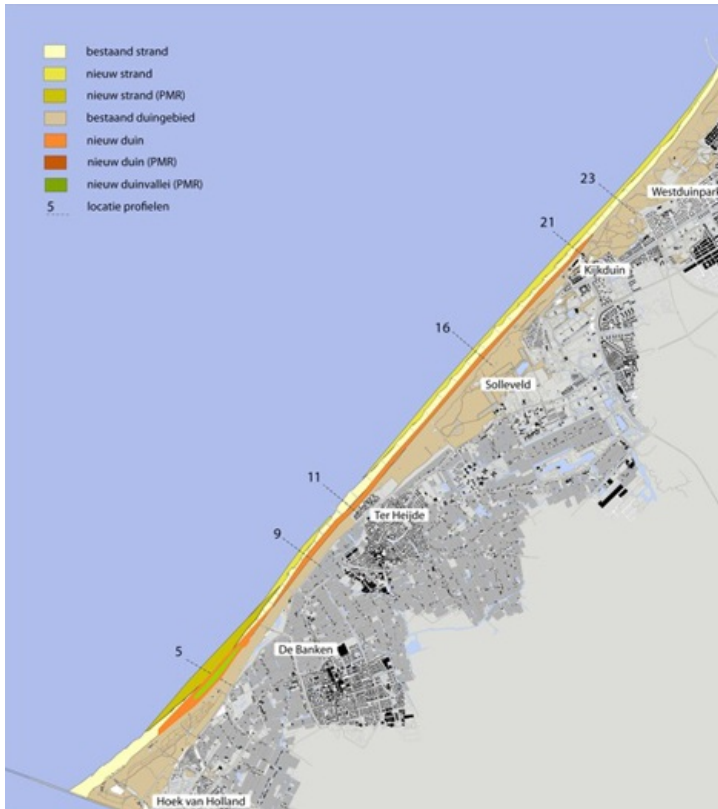 bestaand strand
nieuw strand
nieuw strand (PMR)
bestaand duingebied
nieuw duin
nieuw duin (PMR)
nieuw duinvallei (PMR)
5 locatie profielen
23
Westduinpark
21
Kijkduin
16
Solleveld
11
Ter Heijde
9
De Banken
5
Hoek van Holland